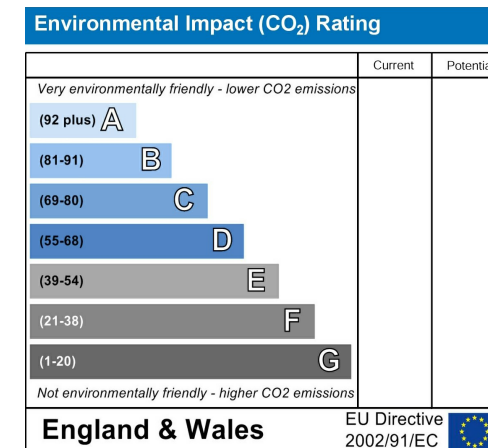 Environmental Impact (CO₂) Rating
Current Potentia
Very environmentally friendly - lower CO2 emissions
(92 plus) A
(81-91) B
(69-80) C
(55-68) D
(39-54) E
(21-38) F
(1-20) G
Not environmentally friendly - higher CO2 emissions
England & Wales
EU Directive
2002/91/EC